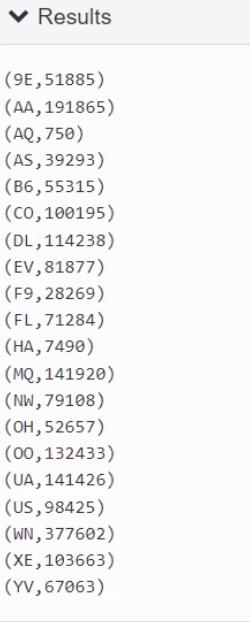 Results
(9E,51885)
(AA,191865)
(AQ,750)
(AS,39293)
(B6,55315)
(CO,100195)
(DL,114238)
(EV,81877)
(F9,28269)
(FL,71284)
(HA,7490)
(MQ,141920)
(NW,79108)
(OH,52657)
(OO,132433)
(UA,141426)
(US,98425)
(WN,377602)
(XE,103663)
(YV,67063)